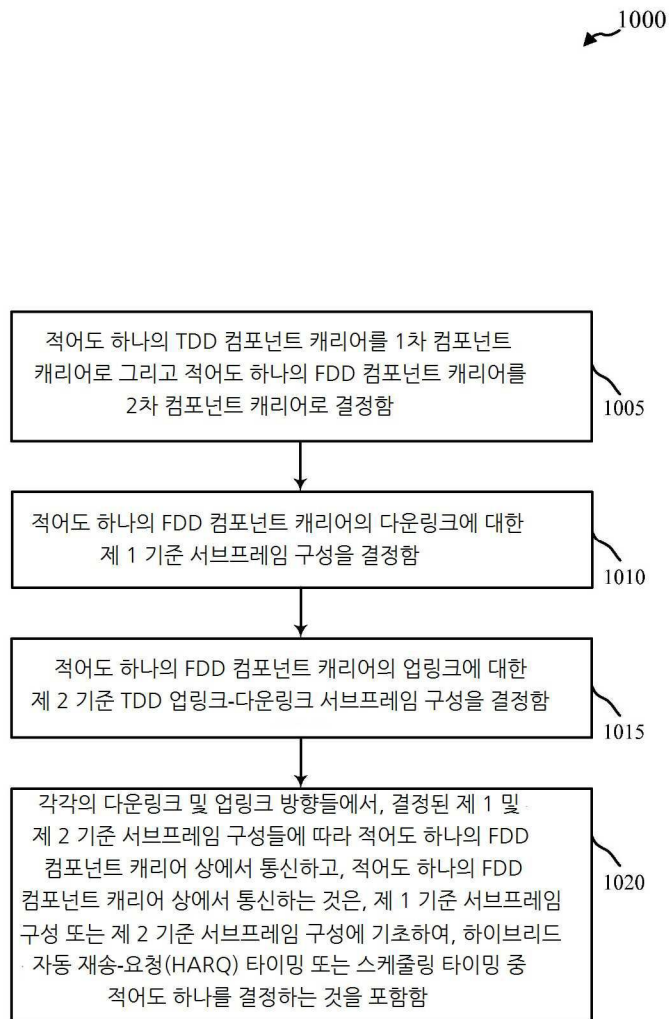 1000
적어도 하나의 TDD 컴포넌트 캐리어를 1차 컴포넌트
캐리어로 그리고 적어도 하나의 FDD 컴포넌트 캐리어를
2차 컴포넌트 캐리어로 결정함
1005
적어도 하나의 FDD 컴포넌트 캐리어의 다운링크에 대한
제 1 기준 서브프레임 구성을 결정함
1010
적어도 하나의 FDD 컴포넌트 캐리어의 업링크에 대한
제 2 기준 TDD 업링크-다운링크 서브프레임 구성을 결정함
1015
각각의 다운링크 및 업링크 방향들에서, 결정된 제 1 및
제 2 기준 서브프레임 구성들에 따라 적어도 하나의 FDD
컴포넌트 캐리어 상에서 통신하고, 적어도 하나의 FDD
컴포넌트 캐리어 상에서 통신하는 것은, 제 1 기준 서브프레임
구성 또는 제 2 기준 서브프레임 구성에 기초하여, 하이브리드
자동 재송-요청(HARQ) 타이밍 또는 스케줄링 타이밍 중
적어도 하나를 결정하는 것을 포함함
1020